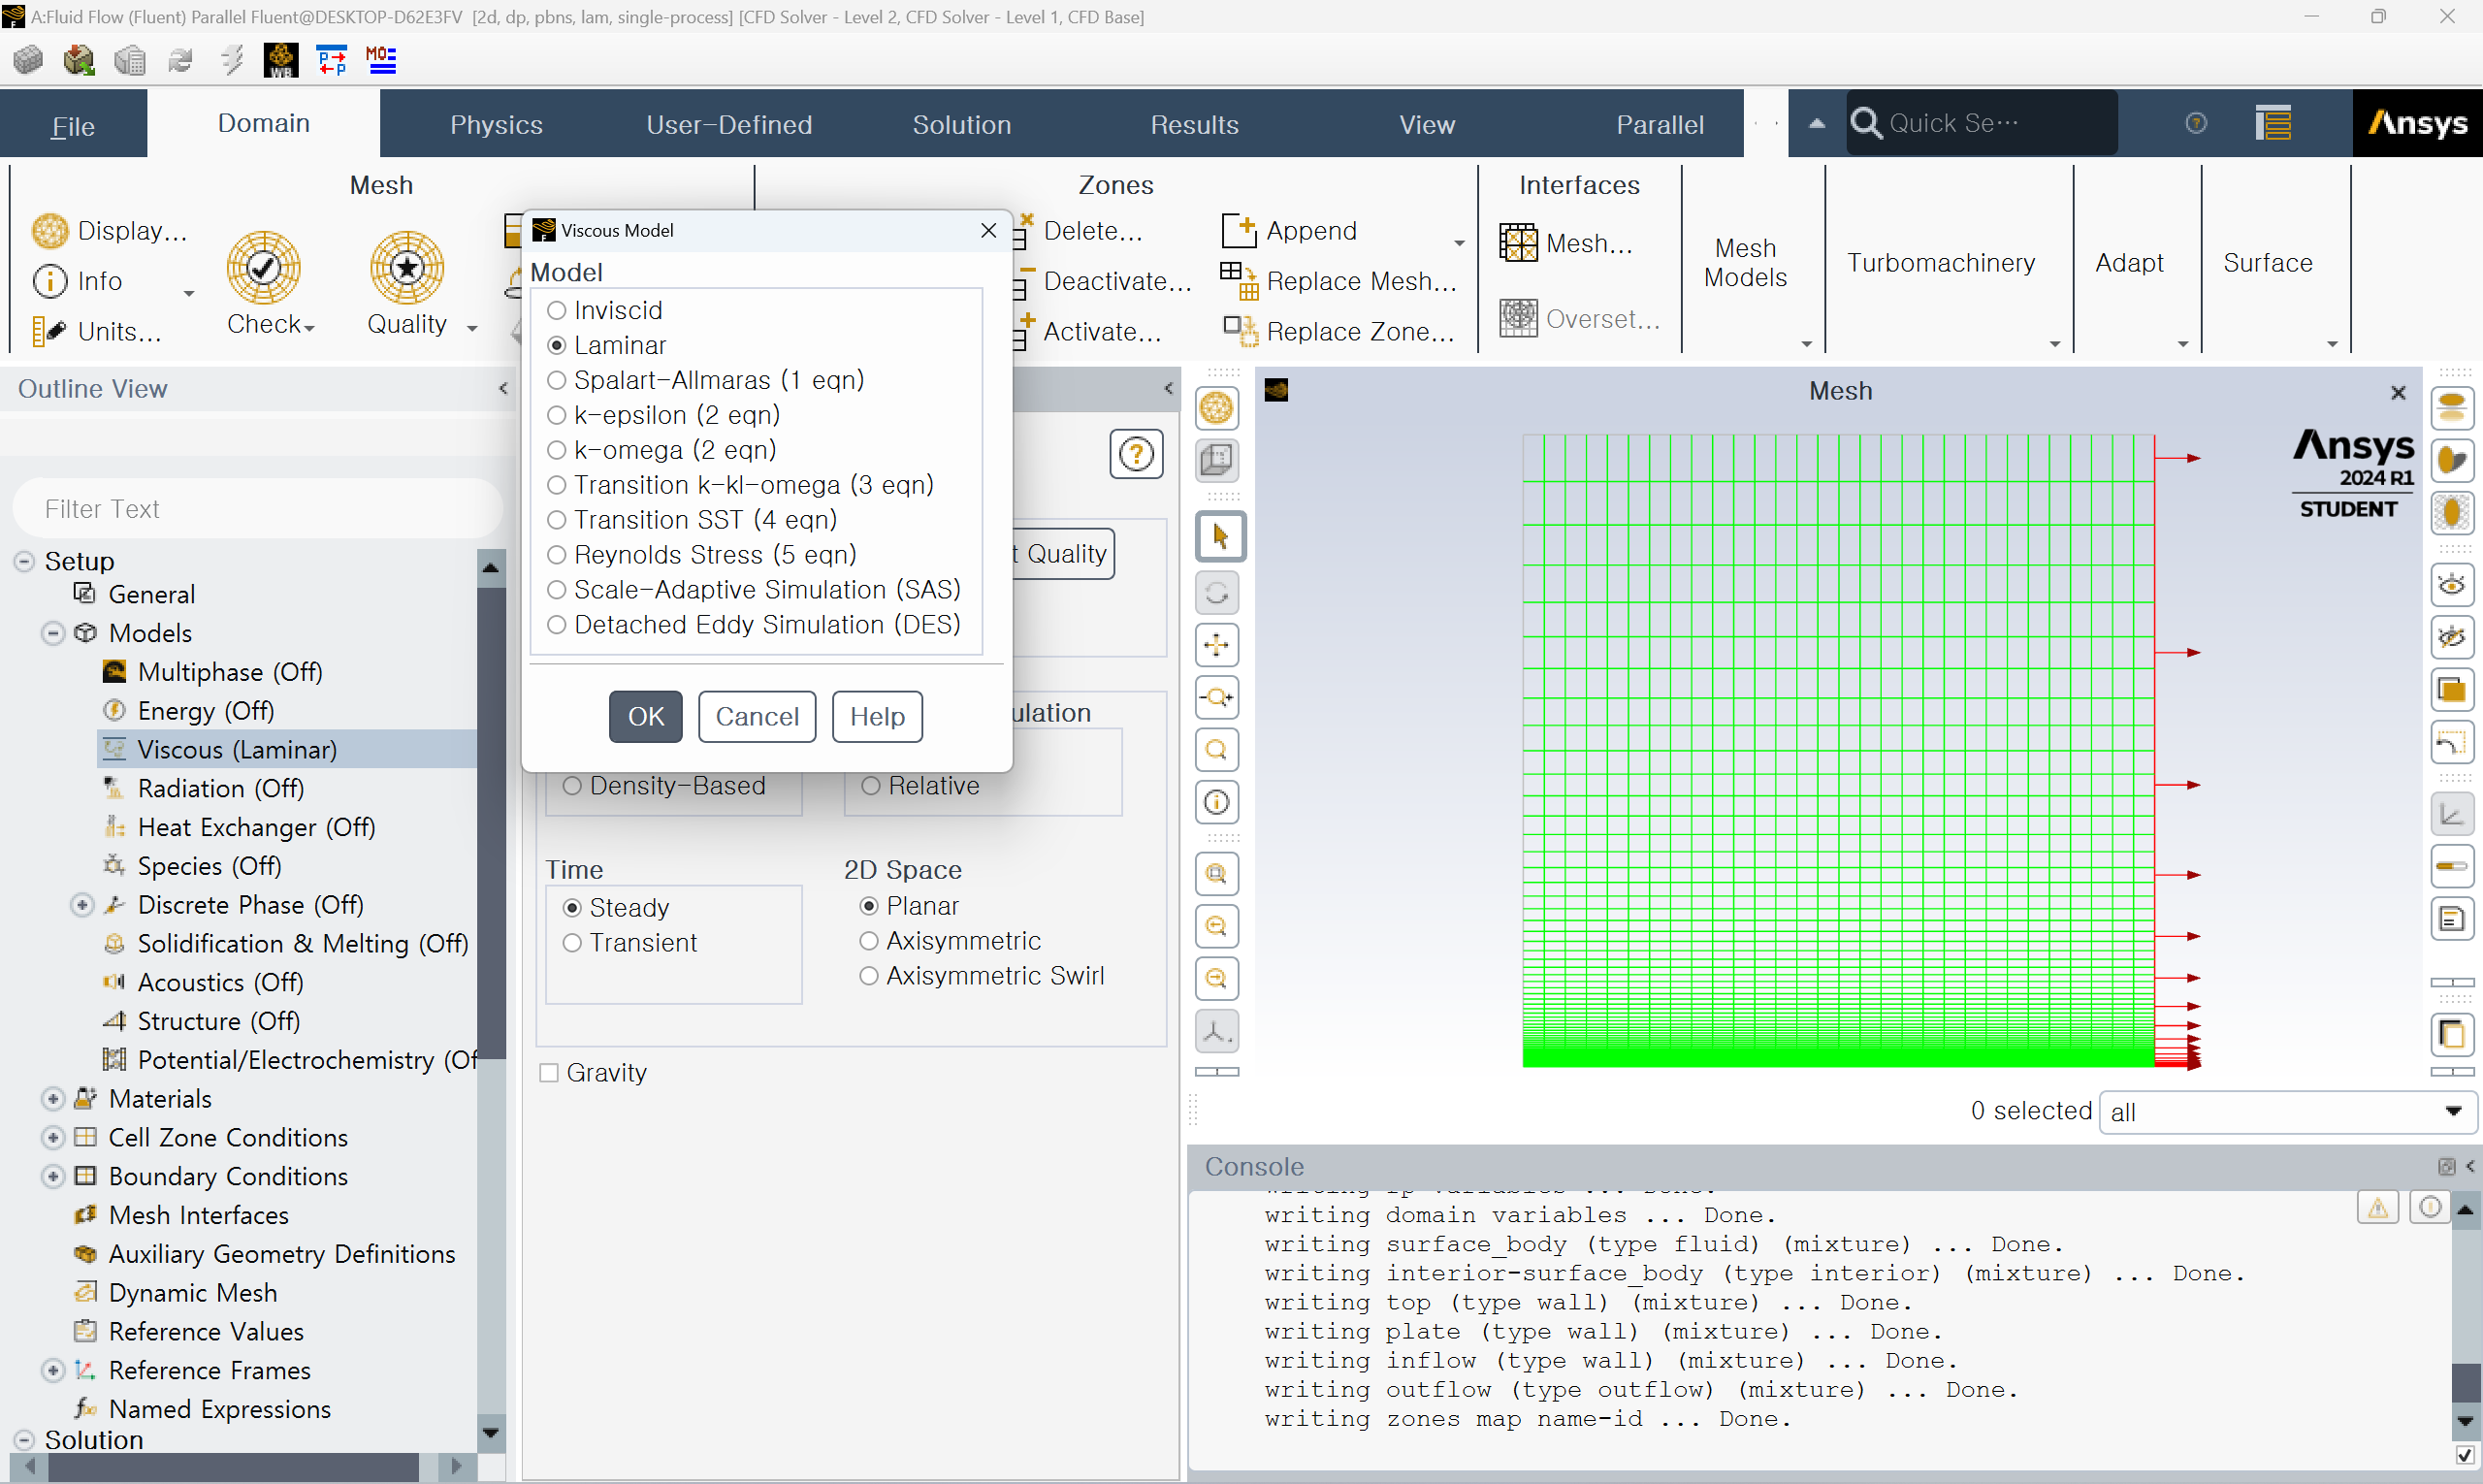 A:Fluid Flow (Fluent) Parallel Fluent@DESKTOP-D62E3FV [2d, dp, pbns, lam, single-process] [CFD Solver - Level 2, CFD Solver - Level 1, CFD Base]
WB
P P
MO
File
Domain
Physics
User-Defined
Solution
Results
View
Parallel
Quick Se...
Ansys
Mesh
Display...
Info
Units...
Check
Quality
Zones
Delete...
Deactivate...
Activate...
Append
Replace Mesh...
Replace Zone...
Interfaces
Mesh...
Overset...
Mesh
Models
Turbomachinery
Adapt
Surface
Outline View
Filter Text
Setup
General
Models
Multiphase (Off)
Energy (Off)
Viscous (Laminar)
Radiation (Off)
Heat Exchanger (Off)
Species (Off)
Discrete Phase (Off)
Solidification & Melting (Off)
Acoustics (Off)
Structure (Off)
Potential/Electrochemistry (Of
Materials
Cell Zone Conditions
Boundary Conditions
Mesh Interfaces
Auxiliary Geometry Definitions
Dynamic Mesh
Reference Values
Reference Frames
Named Expressions
Solution
Viscous Model
Model
Inviscid
Laminar
Spalart-Allmaras (1 eqn)
k-epsilon (2 eqn)
k-omega (2 eqn)
Transition k-kl-omega (3 eqn)
Transition SST (4 eqn)
Reynolds Stress (5 eqn)
Scale-Adaptive Simulation (SAS)
Detached Eddy Simulation (DES)
OK
Cancel
Help
t Quality
ulation
Density-Based
Relative
Time
Steady
Transient
2D Space
Planar
Axisymmetric
Axisymmetric Swirl
Gravity
Mesh
Ansys
2024 R1
STUDENT
0 selected
all
Console
writing domain variables ... Done.
writing surface_body (type fluid) (mixture) ... Done.
writing interior-surface_body (type interior) (mixture) ... Done.
writing top (type wall) (mixture) ... Done.
writing plate (type wall) (mixture) ... Done.
writing inflow (type wall) (mixture) ... Done.
writing outflow (type outflow) (mixture) ... Done.
writing zones map name-id ... Done.